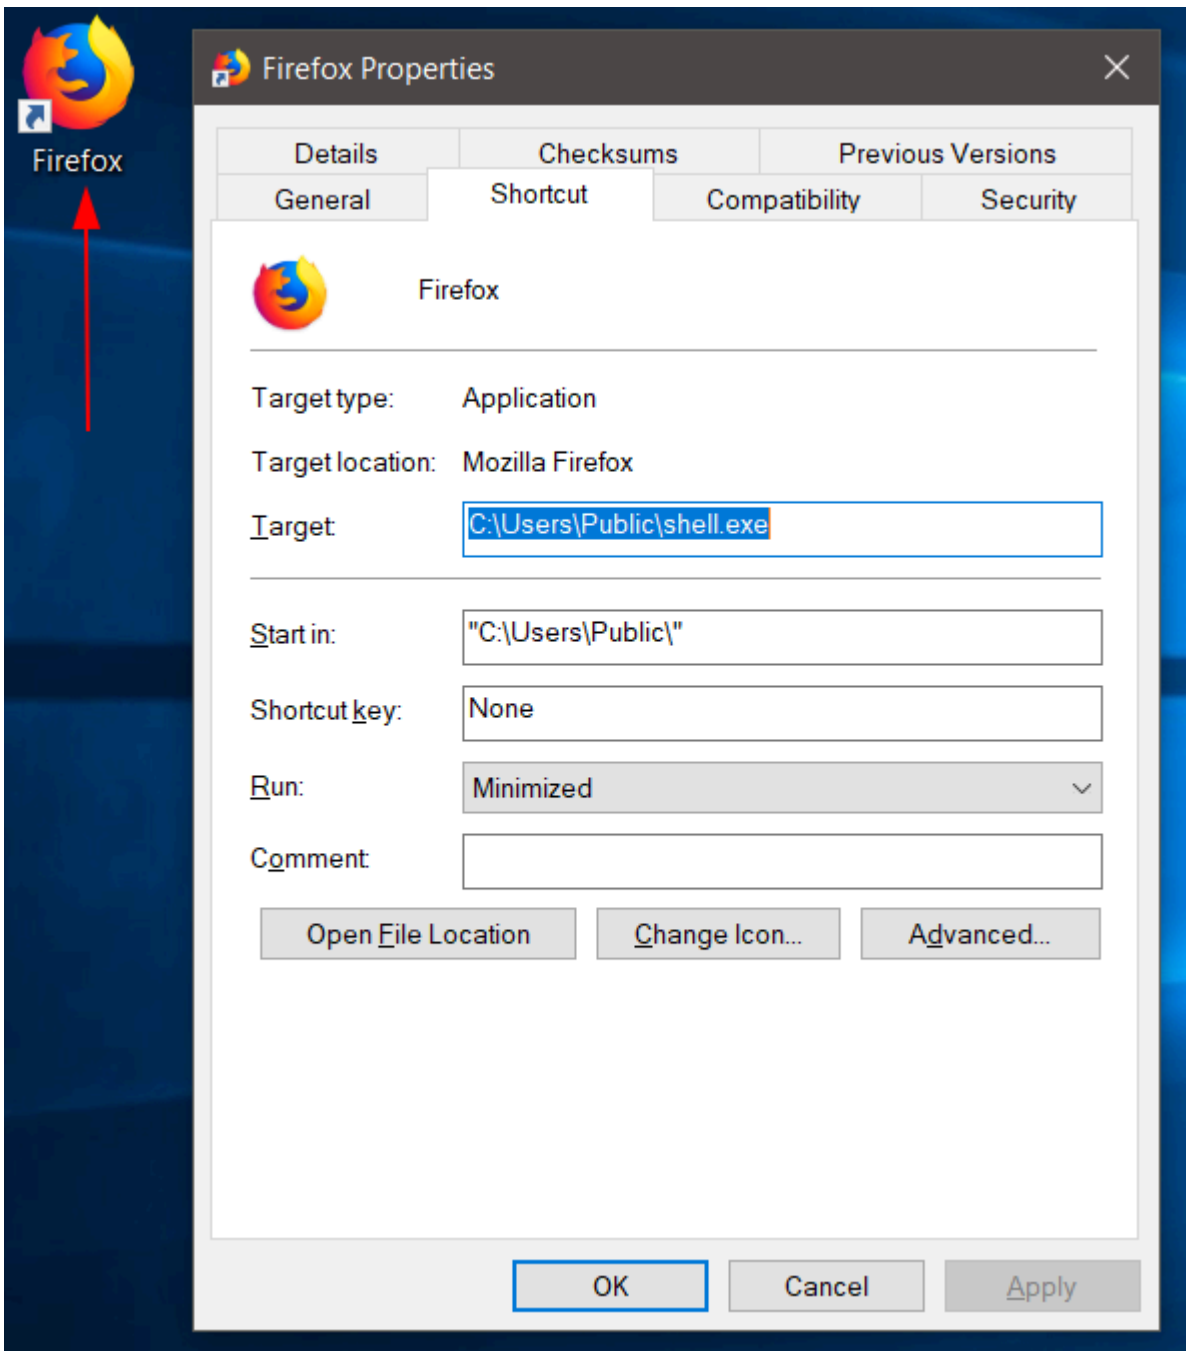 Firefox
Firefox Properties
Details Checksums Previous Versions
General Shortcut Compatibility Security
Firefox
Target type: Application
Target location: Mozilla Firefox
Target: C:\Users\Public\shell.exe
Start in: "C:\Users\Public\"
Shortcut key: None
Run: Minimized
Comment:
Open File Location Change Icon... Advanced...
OK Cancel Apply